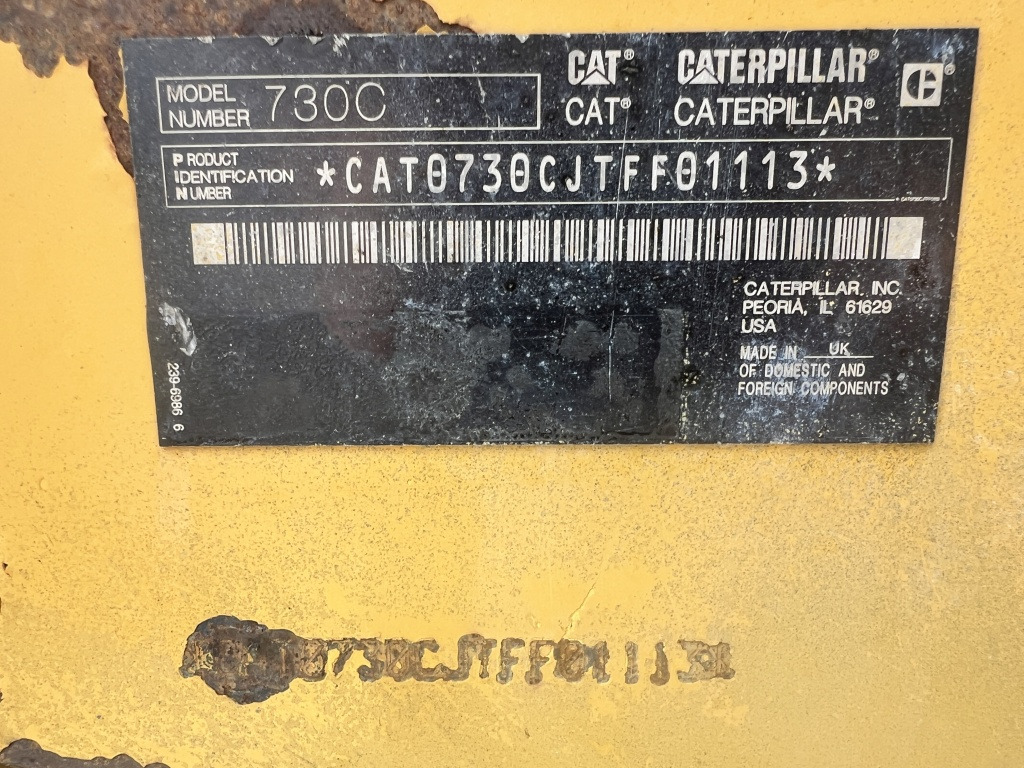 MODEL NUMBER 730C
CAT® CATERPILLAR®
CAT® CATERPILLAR®
PRODUCT IDENTIFICATION NUMBER *CAT0730CJTFF01113*
CATERPILLAR, INC.
PEORIA, IL 61629
USA
MADE IN UK
OF DOMESTIC AND
FOREIGN COMPONENTS
239-6986 6
0730CJTFF01113